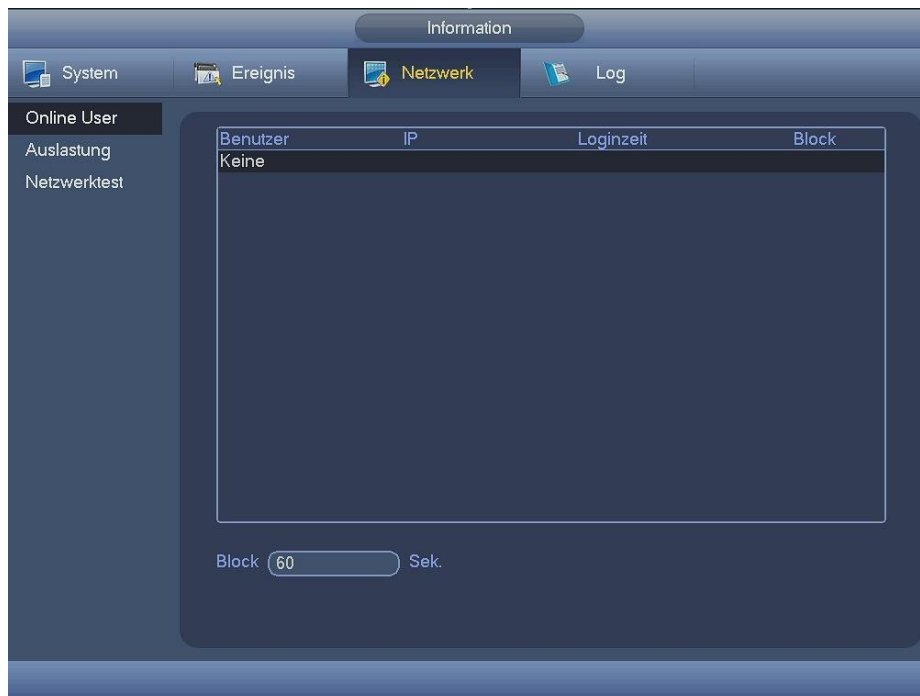 Information
System Ereignis Netzwerk Log
Online User
Auslastung
Netzwerktest
Benutzer IP Loginzeit Block
Keine
Block 60 Sek.